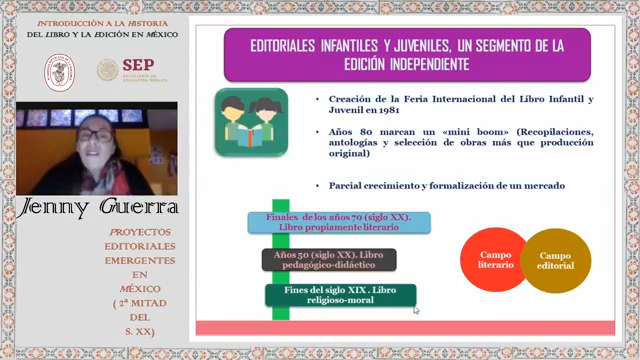 INTRODUCCIÓN A LA HISTORIA
DEL LIBRO Y LA EDICIÓN EN MÉXICO
SEP
SECRETARÍA DE
EDUCACIÓN PÚBLICA
Jenny Guerra
PROYECTOS
EDITORIALES
EMERGENTES
EN
MÉXICO
( 2ª MITAD
DEL
S. XX)
EDITORIALES INFANTILES Y JUVENILES, UN SEGMENTO DE LA
EDICIÓN INDEPENDIENTE
• Creación de la Feria Internacional del Libro Infantil y
Juvenil en 1981
• Años 80 marcan un «mini boom» (Recopilaciones,
antologías y selección de obras más que producción
original)
• Parcial crecimiento y formalización de un mercado
Finales de los años 70 (siglo XX).
Libro propiamente literario
Años 50 (siglo XX). Libro
pedagógico-didáctico
Fines del siglo XIX. Libro
religioso-moral
Campo
literario
Campo
editorial